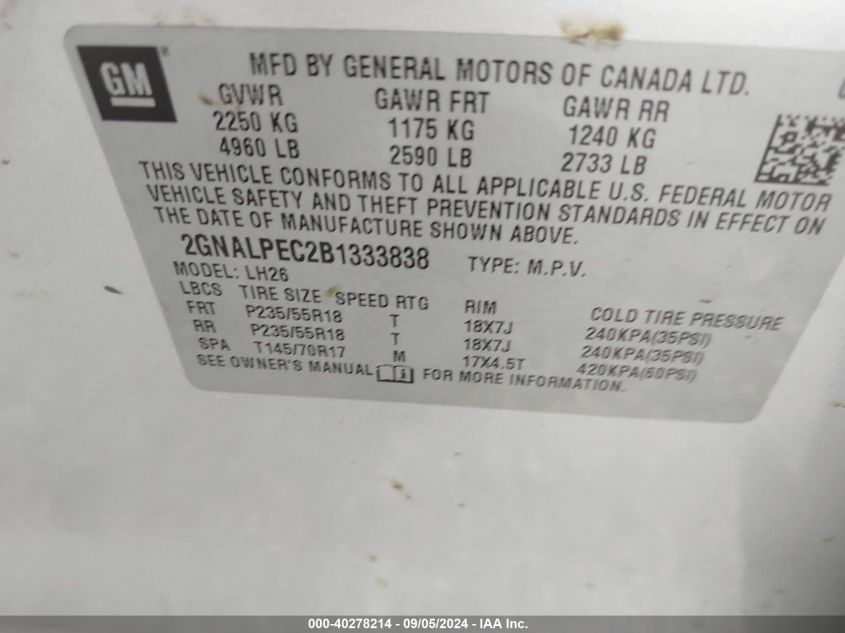 GM ®
MFD BY GENERAL MOTORS OF CANADA LTD.
GVWR GAWR FRT GAWR RR
2250 KG 1175 KG 1240 KG
4960 LB 2590 LB 2733 LB
THIS VEHICLE CONFORMS TO ALL APPLICABLE U.S. FEDERAL MOTOR
VEHICLE SAFETY AND THEFT PREVENTION STANDARDS IN EFFECT ON
THE DATE OF MANUFACTURE SHOWN ABOVE.
2GNALPEC2B1333838 TYPE: M.P.V.
MODEL: LH26
LBCS TIRE SIZE SPEED RTG RIM COLD TIRE PRESSURE
FRT P235/55R18 T 18X7J 240KPA(35PSI)
RR P235/55R18 T 18X7J 240KPA(35PSI)
SPA T145/70R17 M 17X4.5T 420KPA(60PSI)
SEE OWNER'S MANUAL FOR MORE INFORMATION.
000-40278214 - 09/05/2024 - IAA Inc.